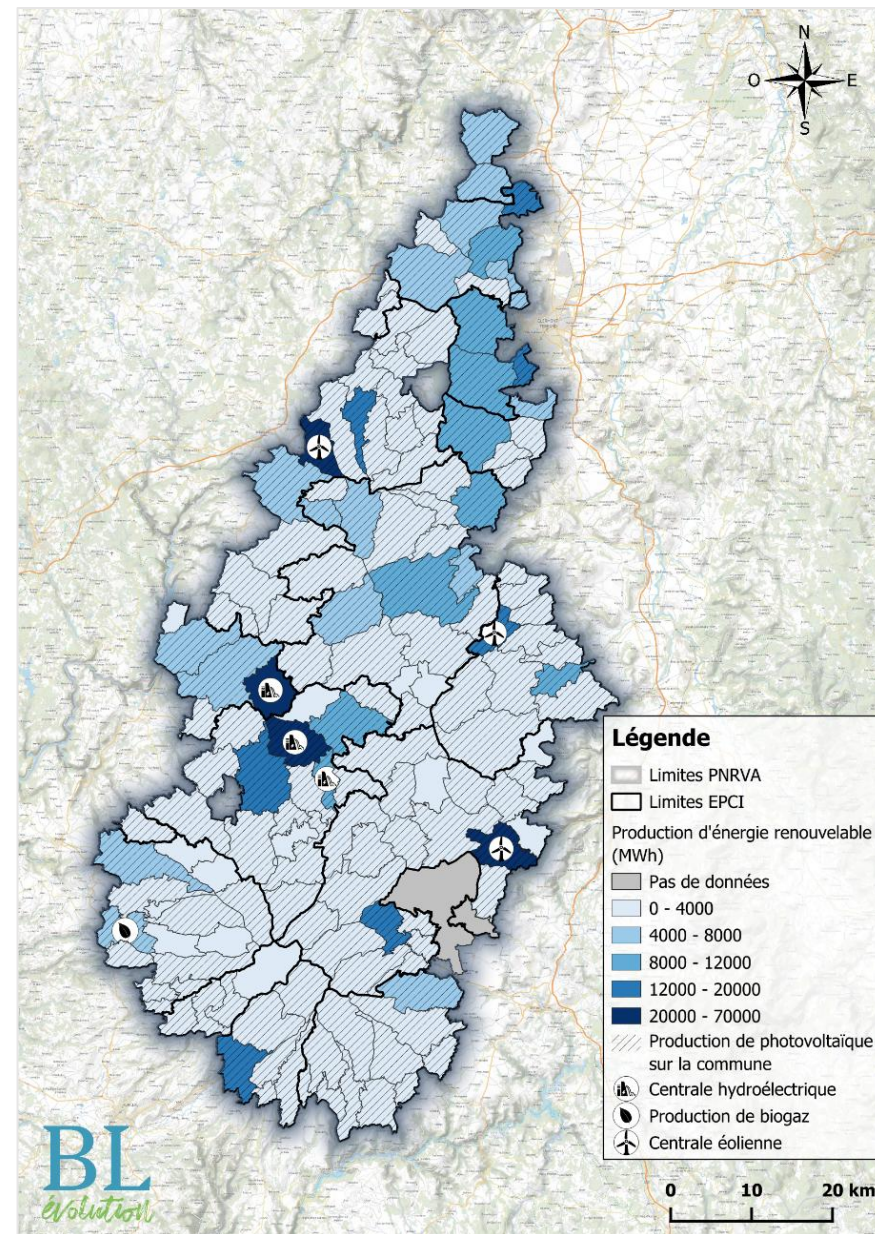 N
O
E
S
Légende
Limites PNRVA
Limites EPCI
Production d'énergie renouvelable
(MWh)
Pas de données
0 - 4000
4000 - 8000
8000 - 12000
12000 - 20000
20000 - 70000
Production de photovoltaïque
sur la commune
Centrale hydroélectrique
Production de biogaz
Centrale éolienne
BL
évolution
0 10 20 km